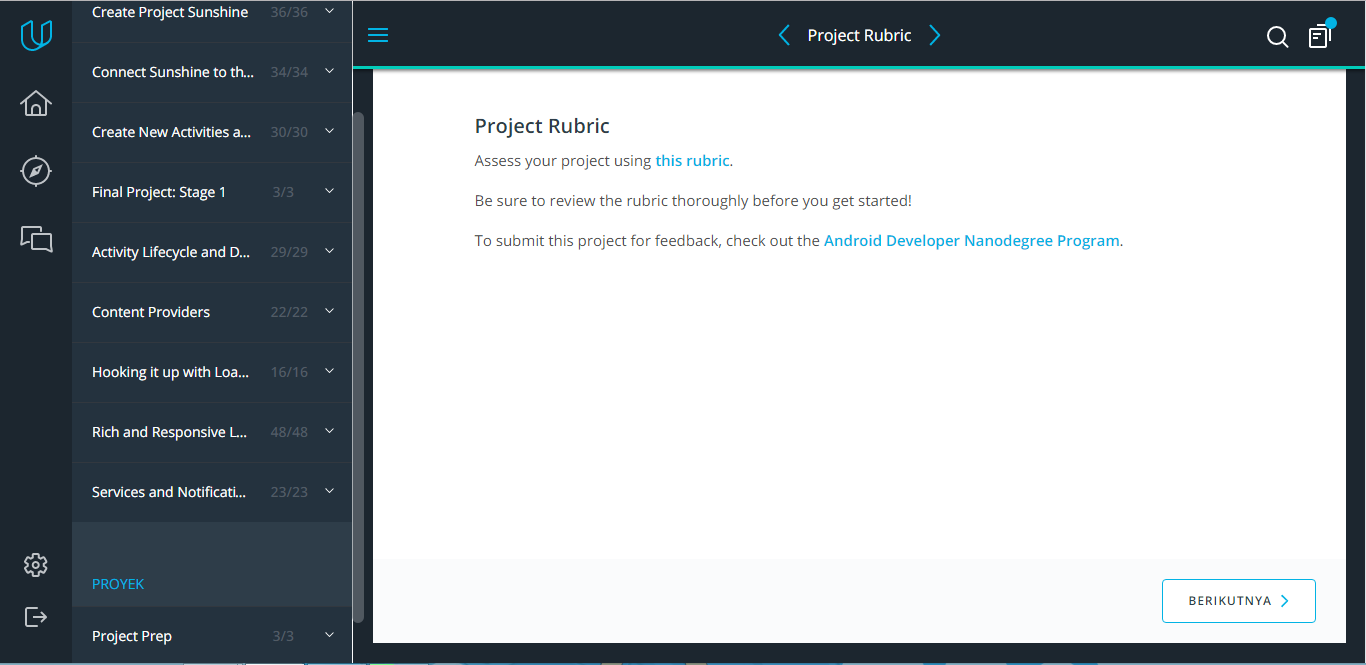 Create Project Sunshine 36/36
Connect Sunshine to th... 34/34
Create New Activities a... 30/30
Final Project: Stage 1 3/3
Activity Lifecycle and D... 29/29
Content Providers 22/22
Hooking it up with Loa... 16/16
Rich and Responsive L... 48/48
Services and Notificati... 23/23
PROYEK
Project Prep 3/3
Project Rubric
Project Rubric
Assess your project using this rubric.
Be sure to review the rubric thoroughly before you get started!
To submit this project for feedback, check out the Android Developer Nanodegree Program.
BERIKUTNYA